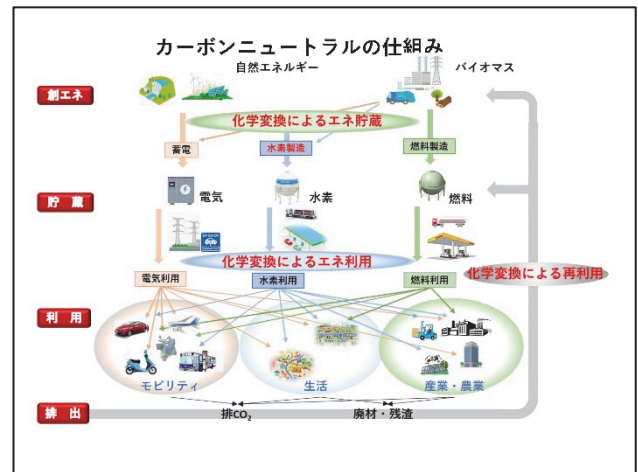 カーボンニュートラルの仕組み
自然エネルギー
バイオマス
創エネ
化学変換によるエネ貯蔵
蓄電
水素製造
燃料製造
貯蔵
電気
水素
燃料
化学変換によるエネ利用
電気利用
水素利用
燃料利用
化学変換による再利用
利用
モビリティ
生活
産業・農業
排出
排CO₂
廃材・残渣